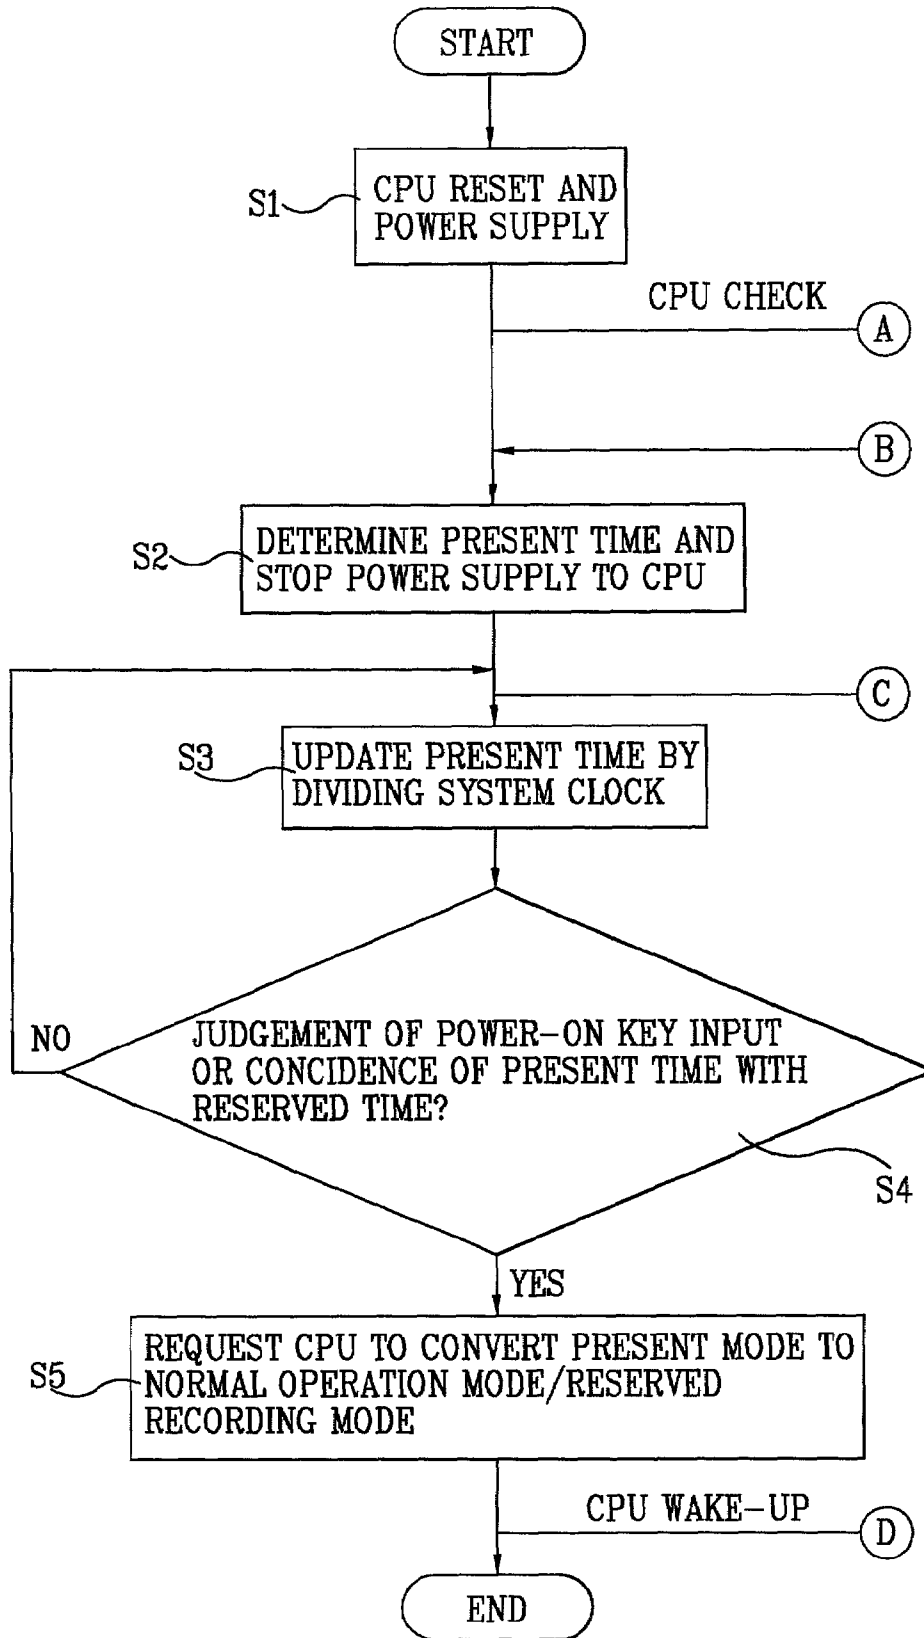 START
S1
CPU RESET AND
POWER SUPPLY
CPU CHECK
A
B
S2
DETERMINE PRESENT TIME AND
STOP POWER SUPPLY TO CPU
C
S3
UPDATE PRESENT TIME BY
DIVIDING SYSTEM CLOCK
NO
JUDGEMENT OF POWER-ON KEY INPUT
OR CONCIDENCE OF PRESENT TIME WITH
RESERVED TIME?
S4
YES
S5
REQUEST CPU TO CONVERT PRESENT MODE TO
NORMAL OPERATION MODE/RESERVED
RECORDING MODE
CPU WAKE-UP
D
END